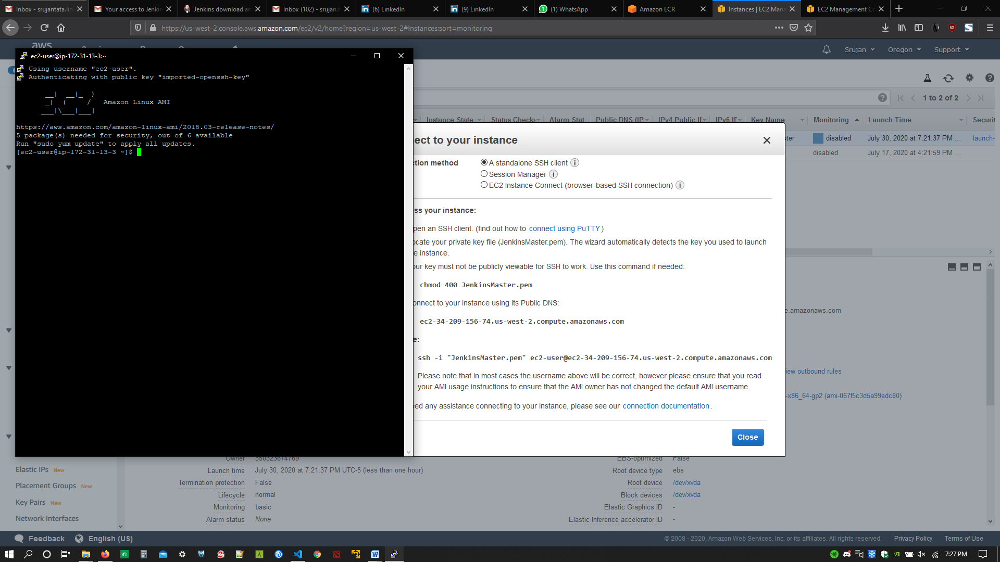 Inbox - srujantata.lin
Your access to Jenkin
Jenkins download an
Inbox (102) - srujan.t
(6) LinkedIn
(9) LinkedIn
(1) WhatsApp
Amazon ECR
Instances | EC2 Man
EC2 Management Co
https://us-west-2.console.aws.amazon.com/ec2/v2/home?region=us-west-2#Instances:sort=monitoring
aws
Srujan
Oregon
Support
ec2-user@ip-172-31-13-3:~
Using username "ec2-user".
Authenticating with public key "imported-openssh-key"
__|  __|_  )
_|  (     /   Amazon Linux AMI
___|\___|___|
https://aws.amazon.com/amazon-linux-ami/2018.03-release-notes/
5 package(s) needed for security, out of 6 available
Run "sudo yum update" to apply all updates.
[ec2-user@ip-172-31-13-3 ~]$
1 to 2 of 2
Instance State
Status Checks
Alarm Stat
Public DNS (IP
IPv4 Public IF
IPv6 IF
Key Name
Monitoring
Launch Time
Securit
ter
disabled
July 30, 2020 at 7:21:37 PM ...
launch-
disabled
July 17, 2020 at 4:21:59 PM ...
ect to your instance
tion method
A standalone SSH client
Session Manager
EC2 Instance Connect (browser-based SSH connection)
ss your instance:
pen an SSH client. (find out how to connect using PuTTY)
ocate your private key file (JenkinsMaster.pem). The wizard automatically detects the key you used to launch
e instance.
our key must not be publicly viewable for SSH to work. Use this command if needed:
chmod 400 JenkinsMaster.pem
onnect to your instance using its Public DNS:
ec2-34-209-156-74.us-west-2.compute.amazonaws.com
e:
ssh -i "JenkinsMaster.pem" ec2-user@ec2-34-209-156-74.us-west-2.compute.amazonaws.com
Please note that in most cases the username above will be correct, however please ensure that you read
your AMI usage instructions to ensure that the AMI owner has not changed the default AMI username.
eed any assistance connecting to your instance, please see our connection documentation.
Close
e.amazonaws.com
iew outbound rules
-x86_64-gp2 (ami-067f5c3d5a99edc80)
Owner
550323674769
EBS-optimized
False
Elastic IPs New
Launch time
July 30, 2020 at 7:21:37 PM UTC-5 (less than one hour)
Root device type
ebs
Placement Groups New
Termination protection
False
Root device
/dev/xvda
Lifecycle
normal
Block devices
/dev/xvda
Key Pairs New
Monitoring
basic
Elastic Graphics ID
-
Network Interfaces
Alarm status
None
Elastic Inference accelerator ID
-
Feedback
English (US)
© 2008 - 2020, Amazon Web Services, Inc. or its affiliates. All rights reserved.
Privacy Policy
Terms of Use
7:27 PM